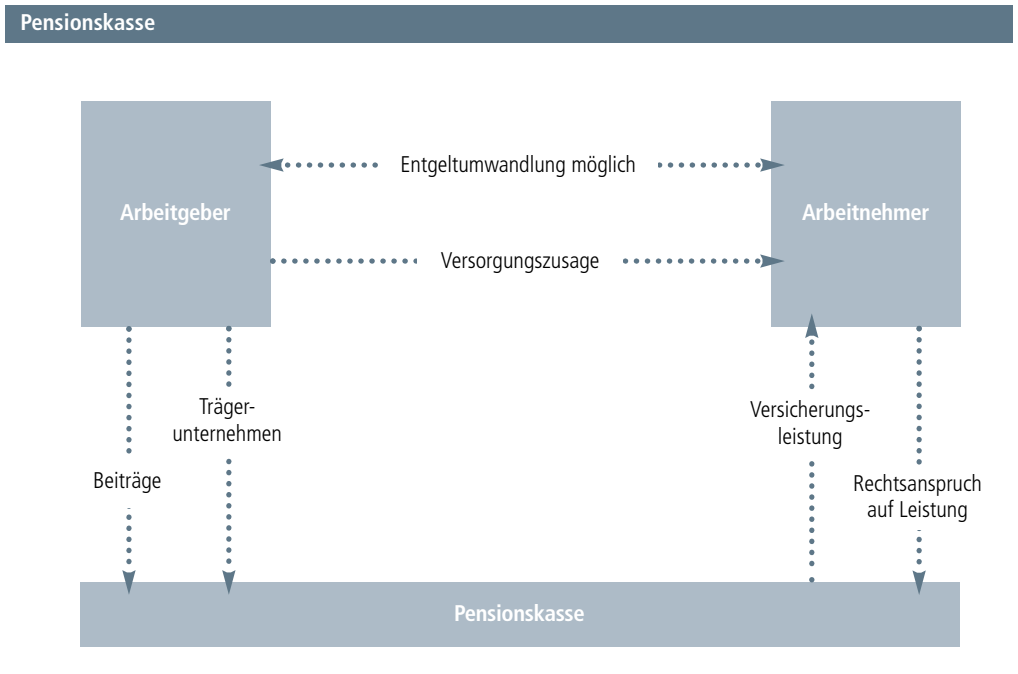 Pensionskasse
Entgeltumwandlung möglich
Arbeitgeber
Arbeitnehmer
Versorgungszusage
Träger-
unternehmen
Versicherungs-
leistung
Beiträge
Rechtsanspruch
auf Leistung
Pensionskasse